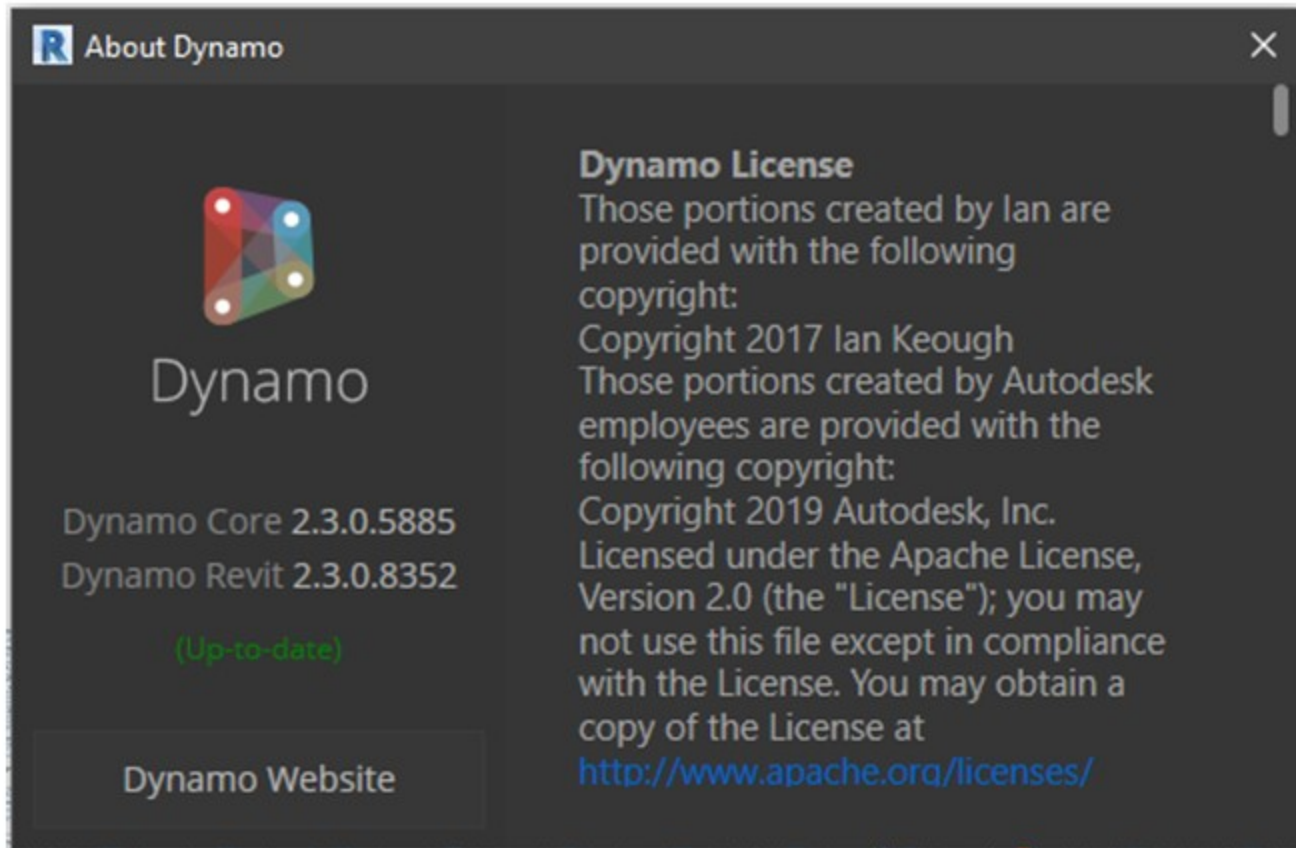 About Dynamo
Dynamo
Dynamo Core 2.3.0.5885
Dynamo Revit 2.3.0.8352
(Up-to-date)
Dynamo Website
Dynamo License
Those portions created by Ian are
provided with the following
copyright:
Copyright 2017 Ian Keough
Those portions created by Autodesk
employees are provided with the
following copyright:
Copyright 2019 Autodesk, Inc.
Licensed under the Apache License,
Version 2.0 (the "License"); you may
not use this file except in compliance
with the License. You may obtain a
copy of the License at
http://www.apache.org/licenses/